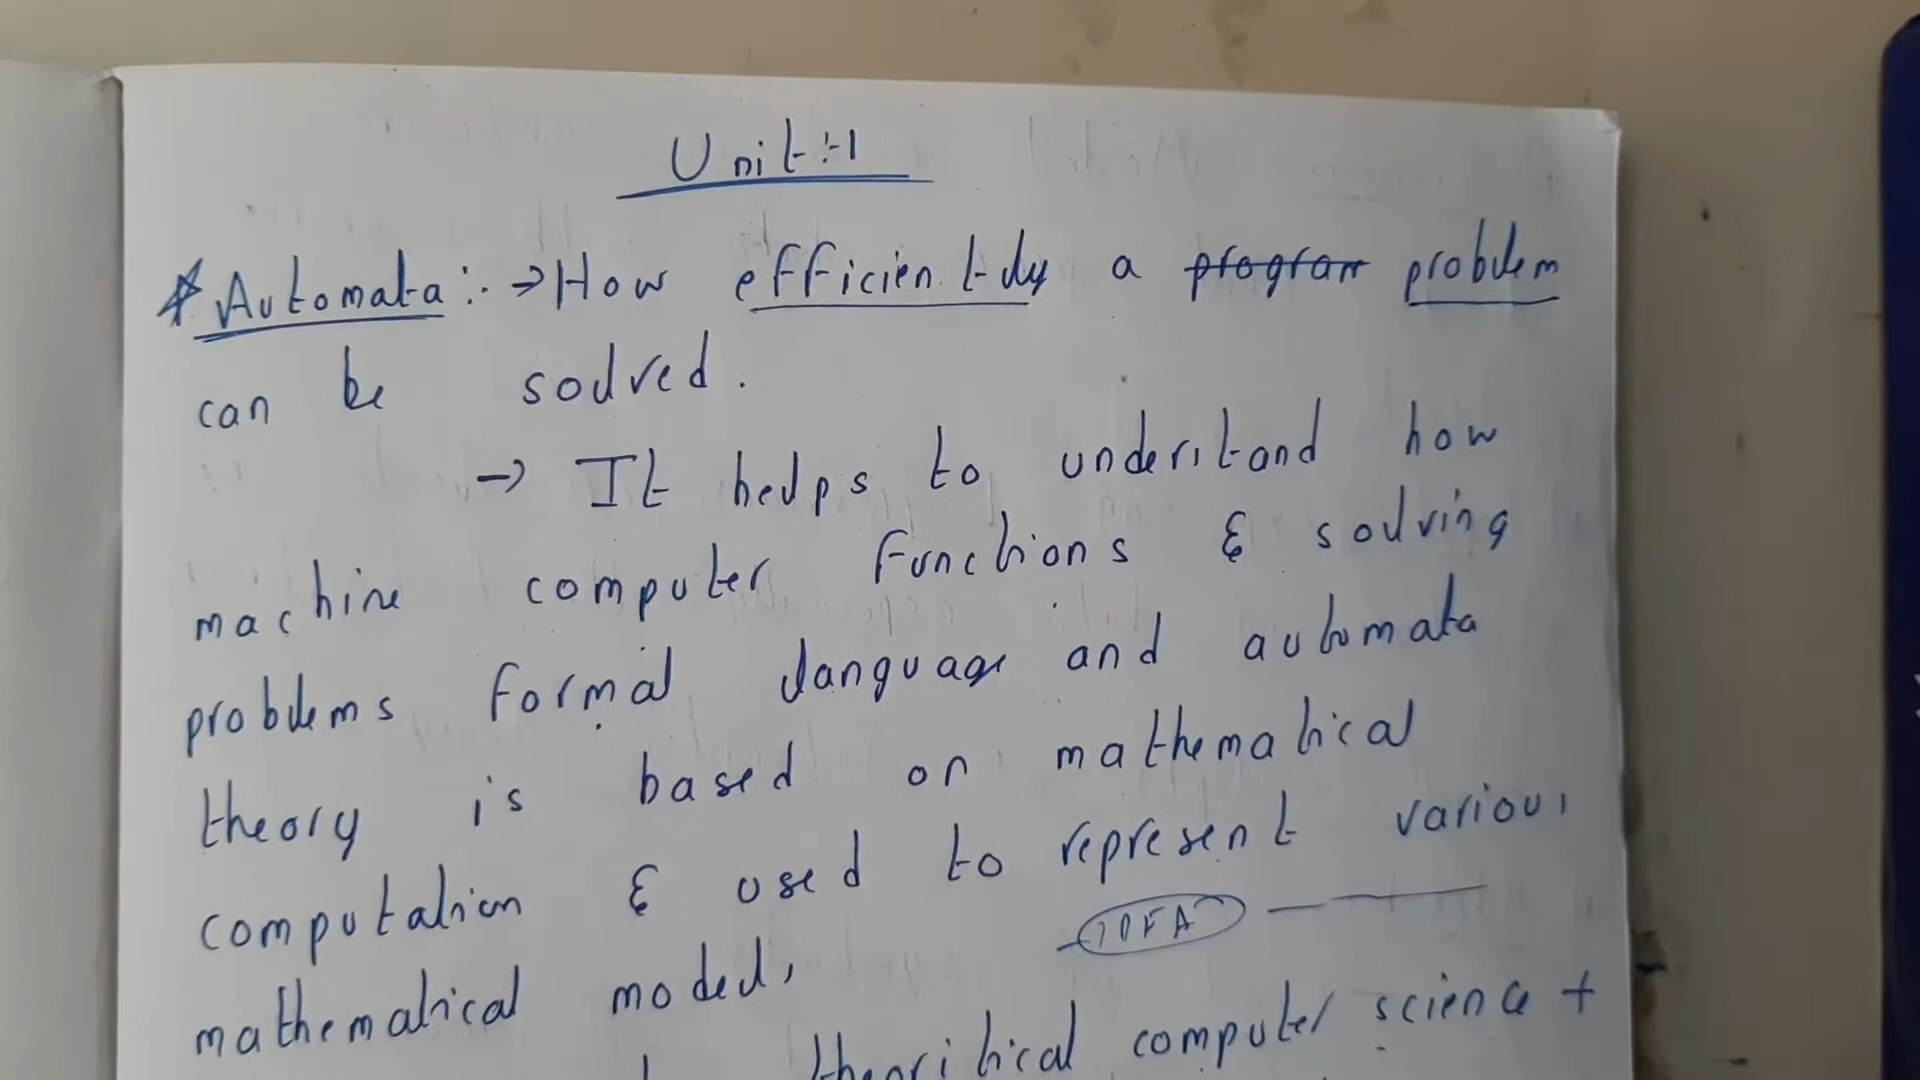 Unit:-1
* Automata:- → How efficiently a program problem
can be solved.
→ It helps to understand how
machine computer functions & solving
problems formal language and automata
theory is based on mathematical
computation & used to represent various
DFA
mathematical models
theoritical computer science +